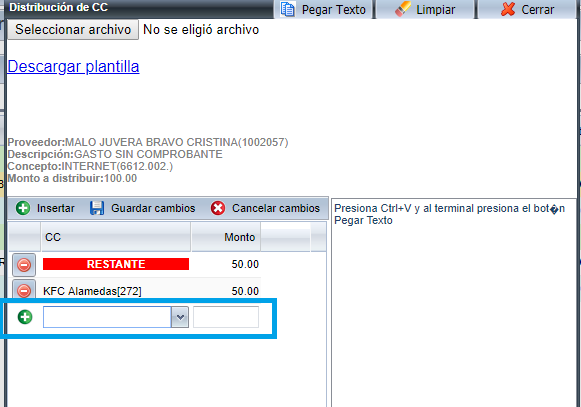 Distribución de CC
Pegar Texto
Limpiar
Cerrar
Seleccionar archivo No se eligió archivo
Descargar plantilla
Proveedor:MALO JUVERA BRAVO CRISTINA(1002057)
Descripción:GASTO SIN COMPROBANTE
Concepto:INTERNET(6612.002.)
Monto a distribuir:100.00
Insertar
Guardar cambios
Cancelar cambios
CC Monto
RESTANTE 50.00
KFC Alamedas[272] 50.00
Presiona Ctrl+V y al terminal presiona el bot�n
Pegar Texto